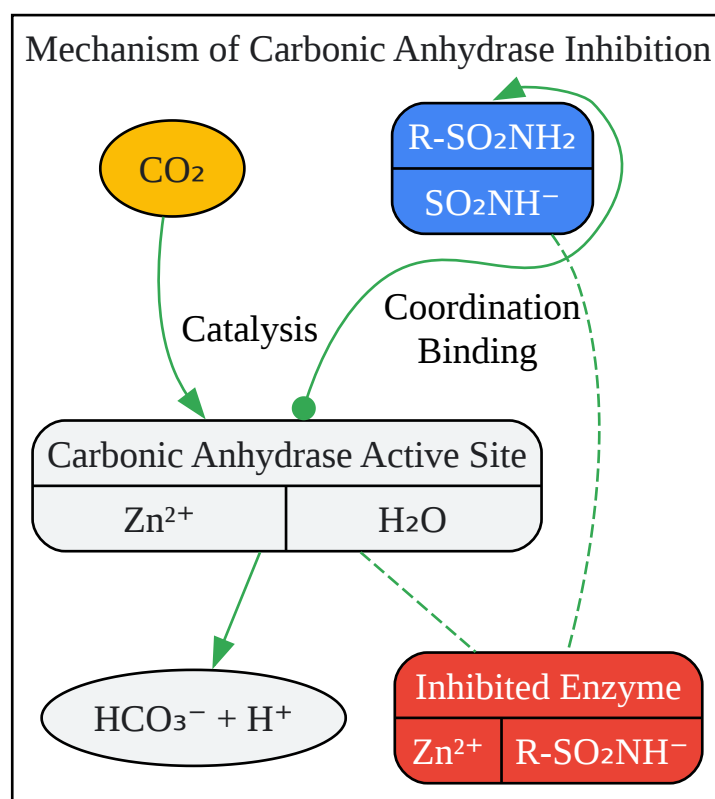 Mechanism of Carbonic Anhydrase Inhibition
CO₂
R-SO₂NH₂
SO₂NH⁻
Catalysis
Coordination
Binding
Carbonic Anhydrase Active Site
Zn²⁺
H₂O
HCO₃⁻ + H⁺
Inhibited Enzyme
Zn²⁺
R-SO₂NH⁻